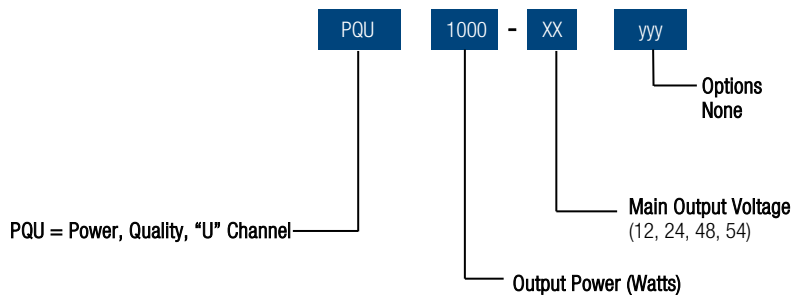 PQU 1000 - XX yyy
Options
None
Main Output Voltage
(12, 24, 48, 54)
PQU = Power, Quality, “U” Channel
Output Power (Watts)